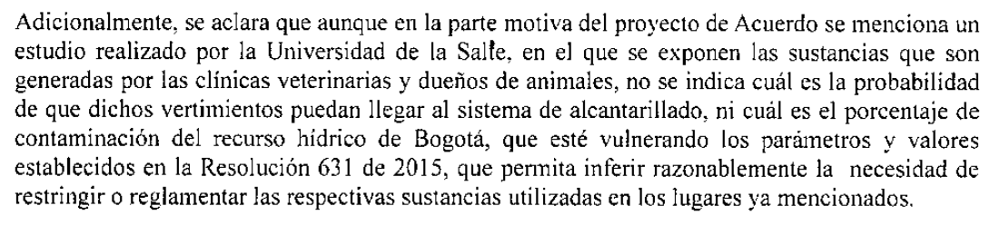 Adicionalmente, se aclara que aunque en la parte motiva del proyecto de Acuerdo se menciona un
estudio realizado por la Universidad de la Salle, en el que se exponen las sustancias que son
generadas por las clínicas veterinarias y dueños de animales, no se indica cuál es la probabilidad
de que dichos vertimientos puedan llegar al sistema de alcantarillado, ni cuál es el porcentaje de
contaminación del recurso hídrico de Bogotá, que esté vulnerando los parámetros y valores
establecidos en la Resolución 631 de 2015, que permita inferir razonablemente la necesidad de
restringir o reglamentar las respectivas sustancias utilizadas en los lugares ya mencionados.